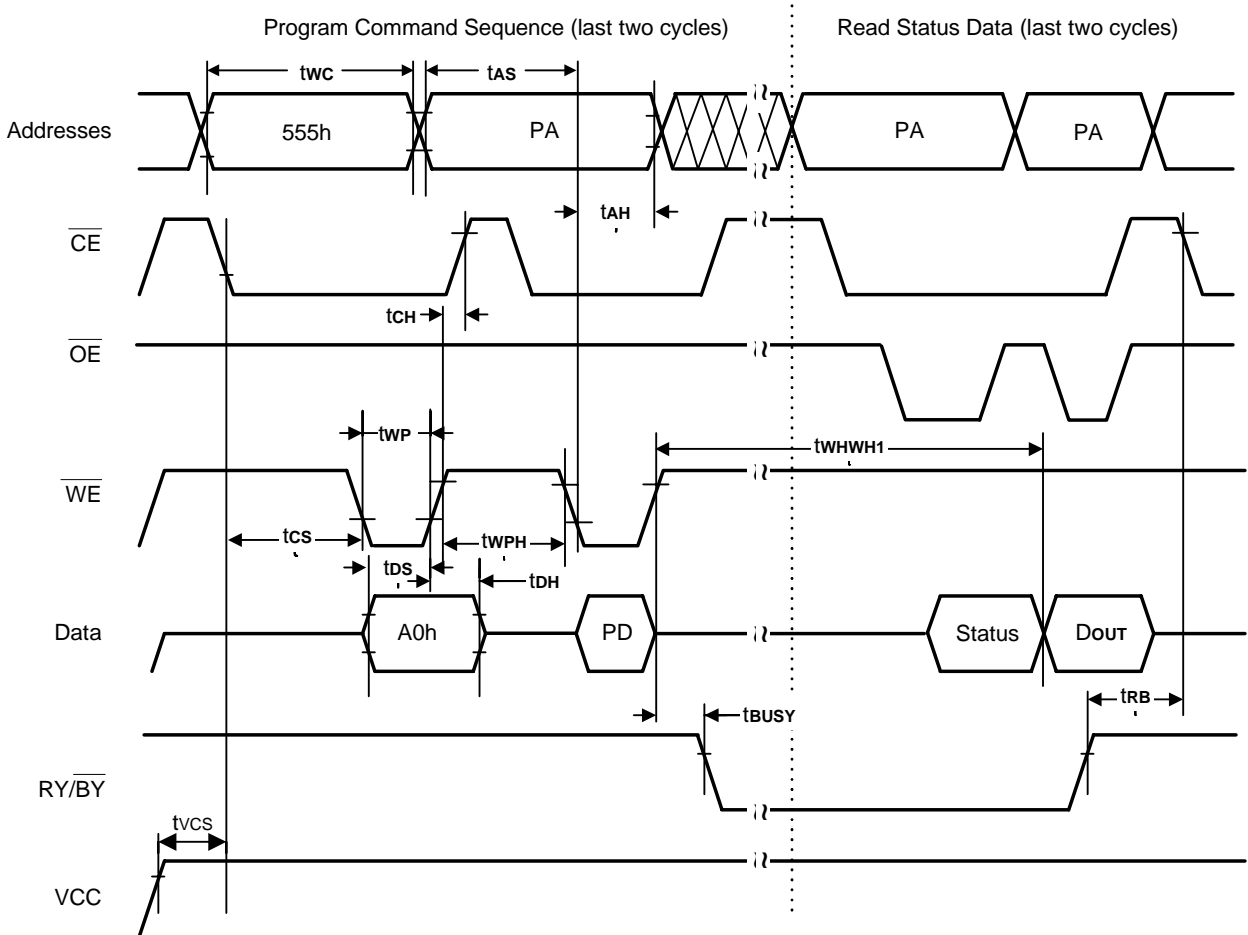 Program Command Sequence (last two cycles)
Read Status Data (last two cycles)
tWC
tAS
Addresses
555h
PA
PA
PA
tAH
CE
tCH
OE
tWP
tWHWH1
WE
tCS
tWPH
tDS
tDH
Data
A0h
PD
Status
DOUT
tRB
tBUSY
RY/BY
tVCS
VCC